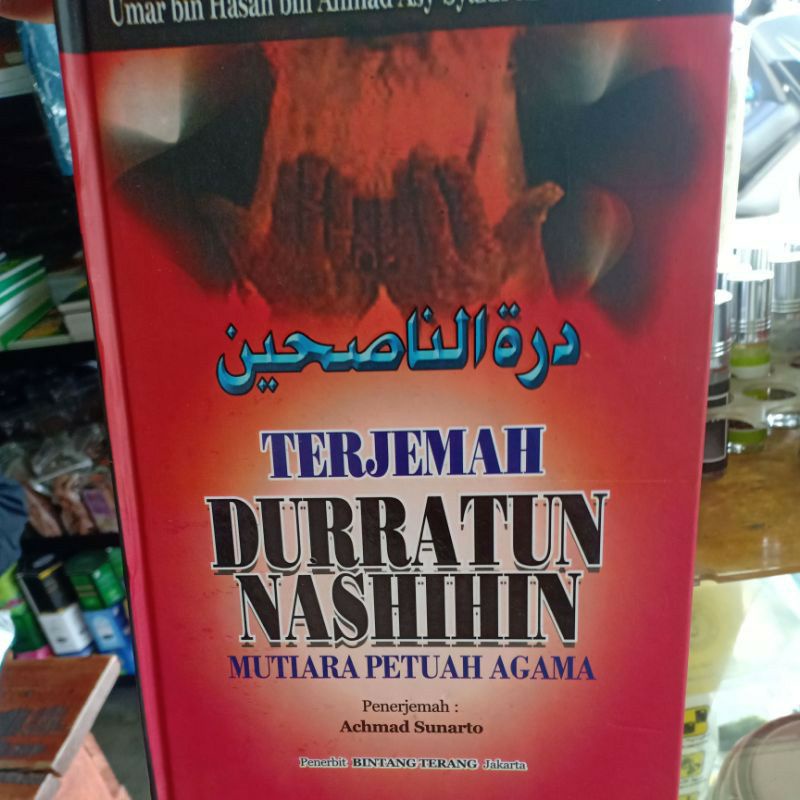 Umar bin Hasan bin Ahmad Asy
درة الناصحين
TERJEMAH
DURRATUN
NASHIHIN
MUTIARA PETUAH AGAMA
Penerjemah :
Achmad Sunarto
Penerbit BINTANG TERANG Jakarta